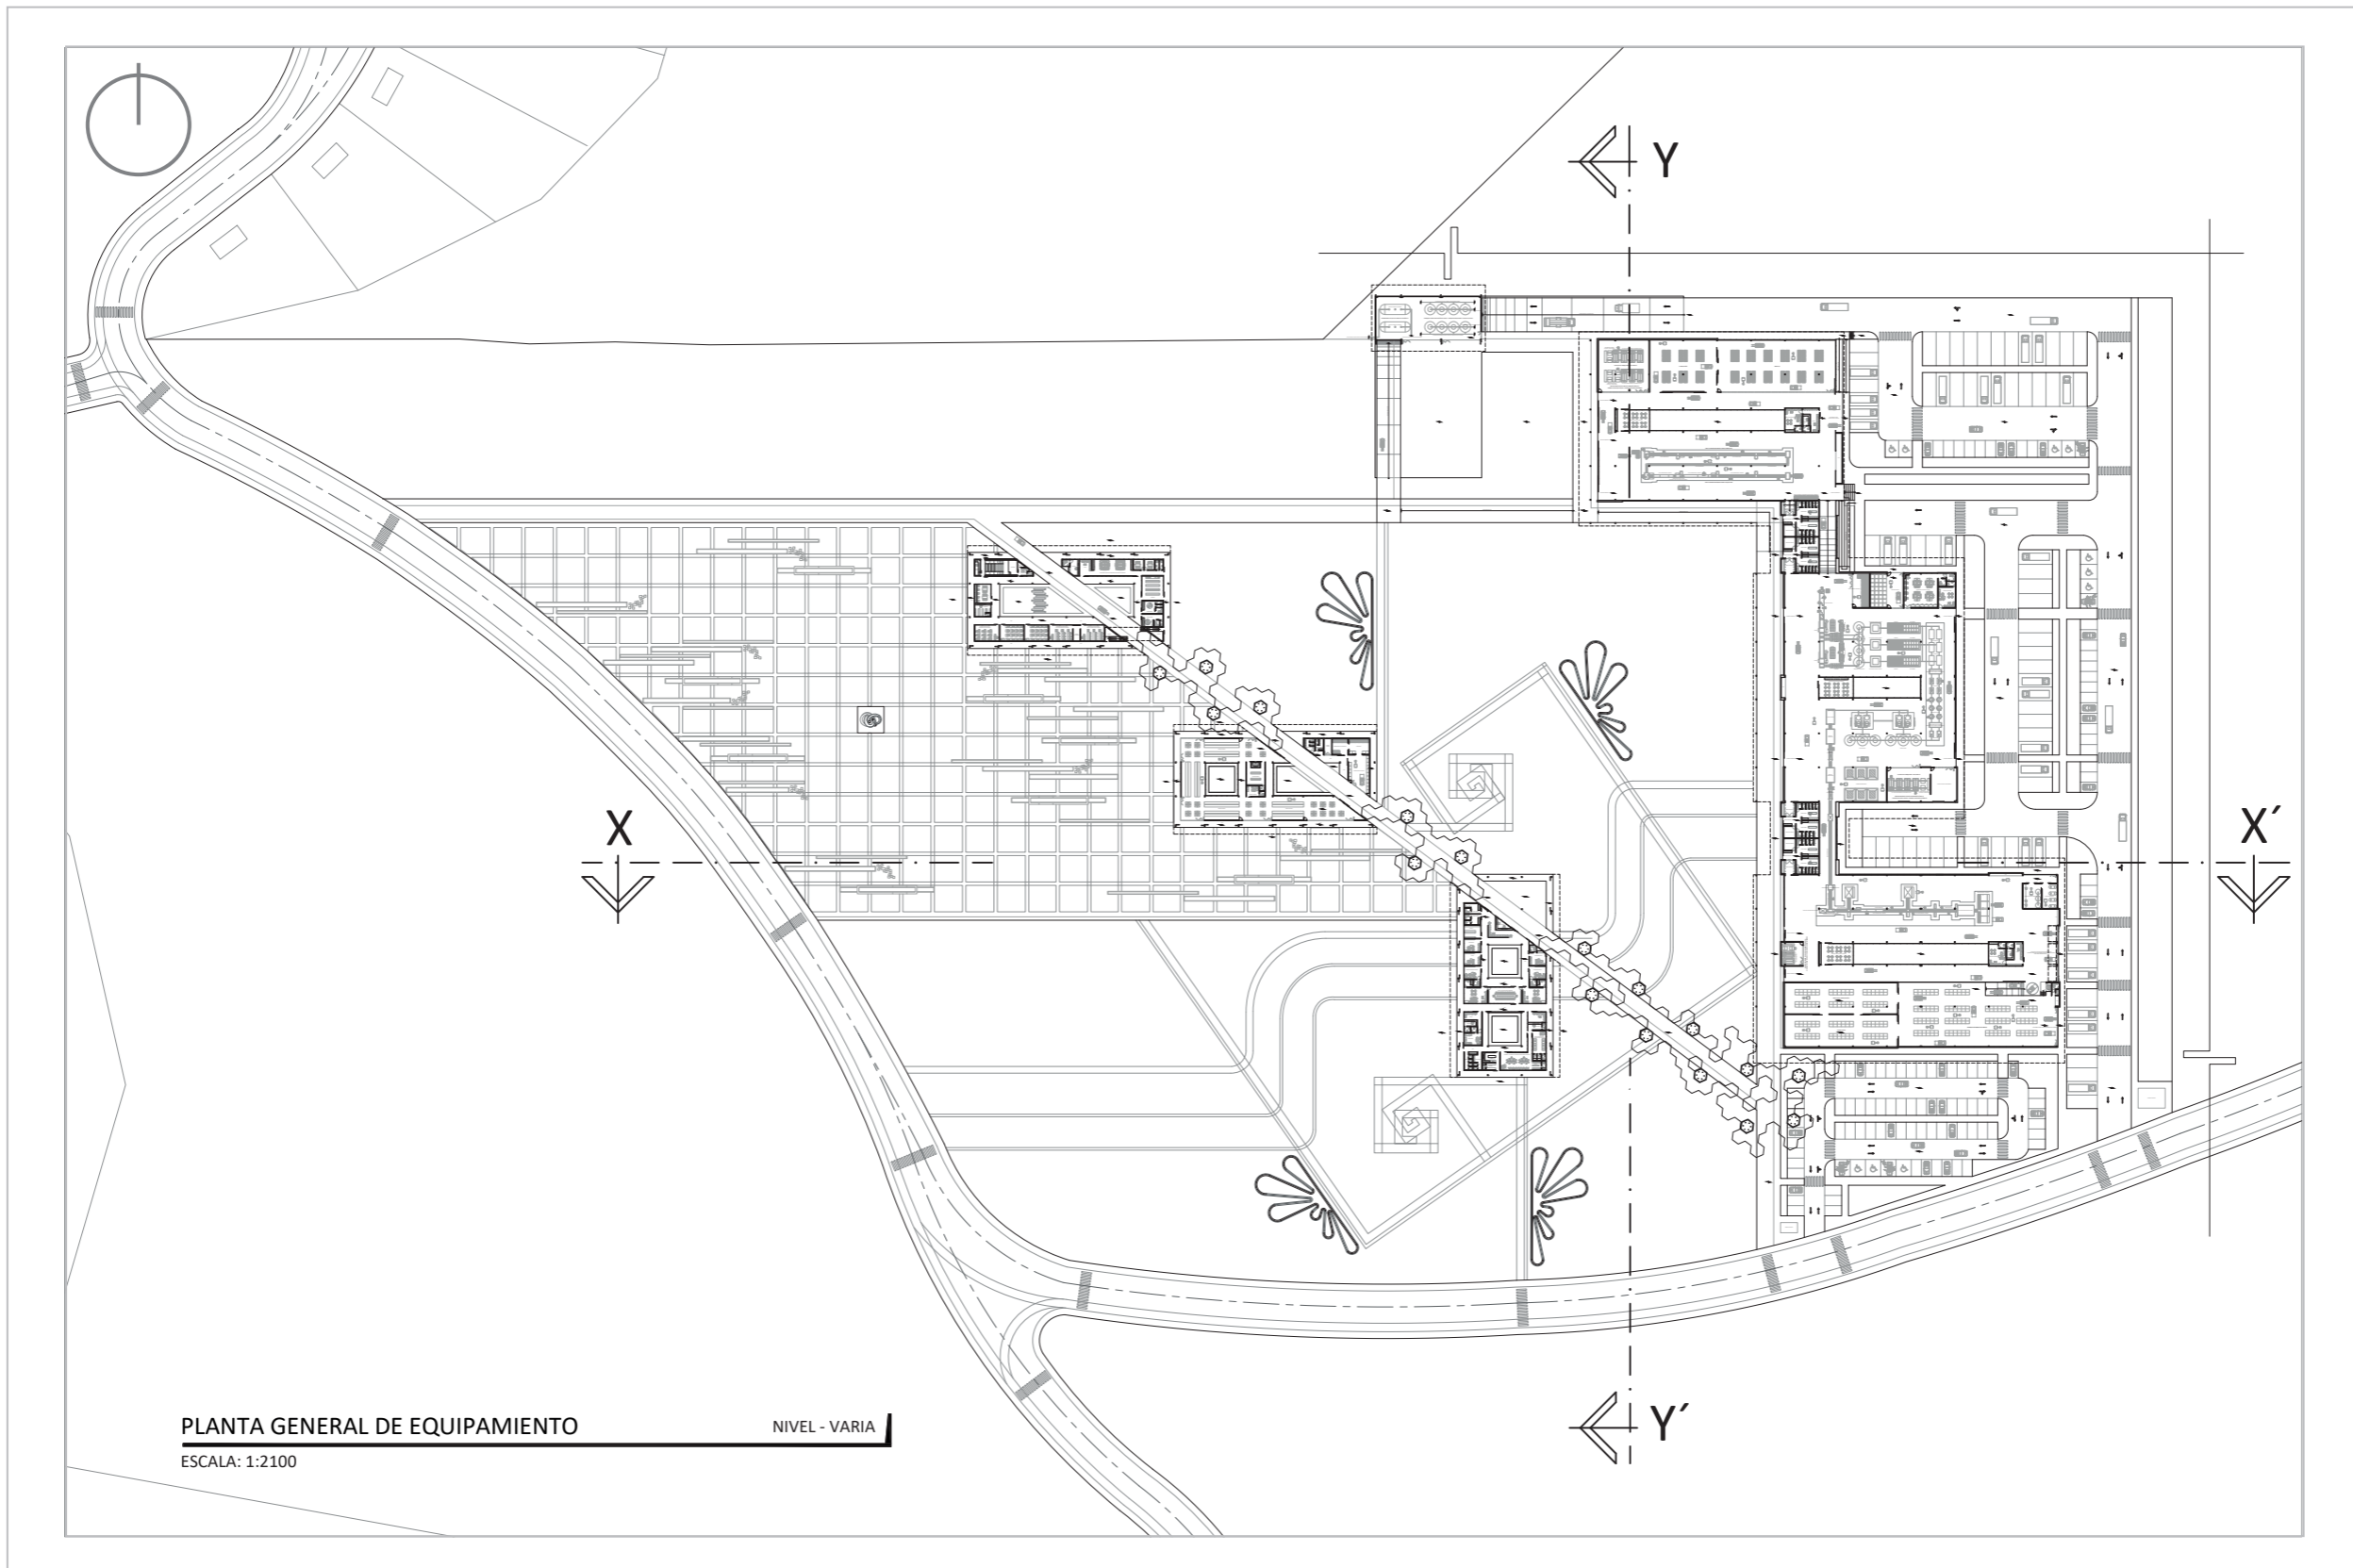 Y
X
X´
Y´
PLANTA GENERAL DE EQUIPAMIENTO
NIVEL - VARIA
ESCALA: 1:2100